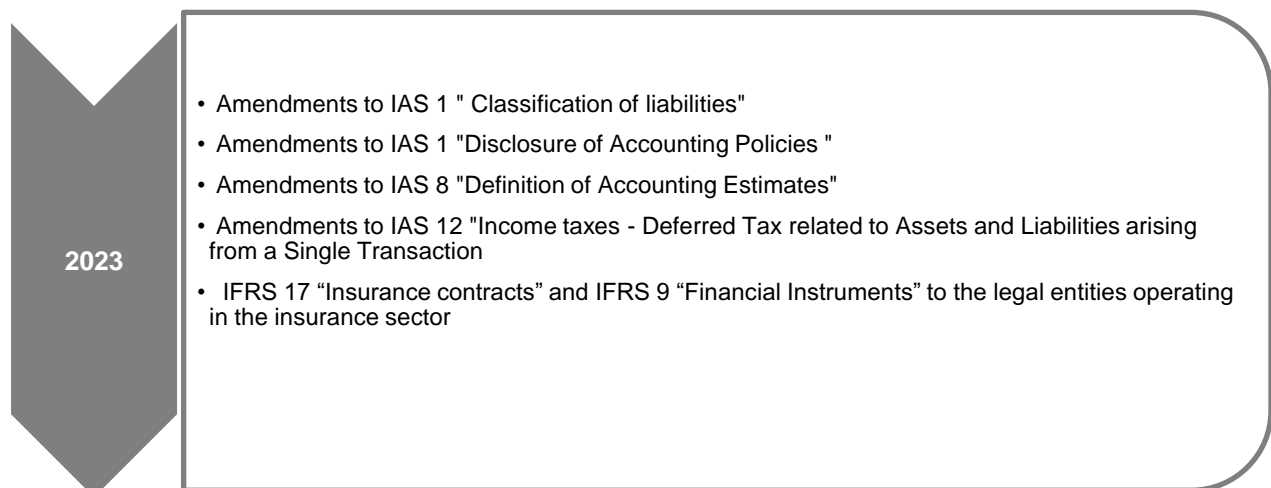 2023
• Amendments to IAS 1 " Classification of liabilities"
• Amendments to IAS 1 "Disclosure of Accounting Policies "
• Amendments to IAS 8 "Definition of Accounting Estimates"
• Amendments to IAS 12 "Income taxes - Deferred Tax related to Assets and Liabilities arising
from a Single Transaction
• IFRS 17 “Insurance contracts” and IFRS 9 “Financial Instruments” to the legal entities operating
in the insurance sector